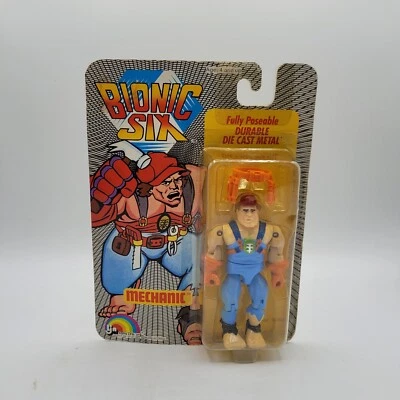 BIONIC
SIX
Fully Poseable
DURABLE
DIE CAST METAL
MECHANIC